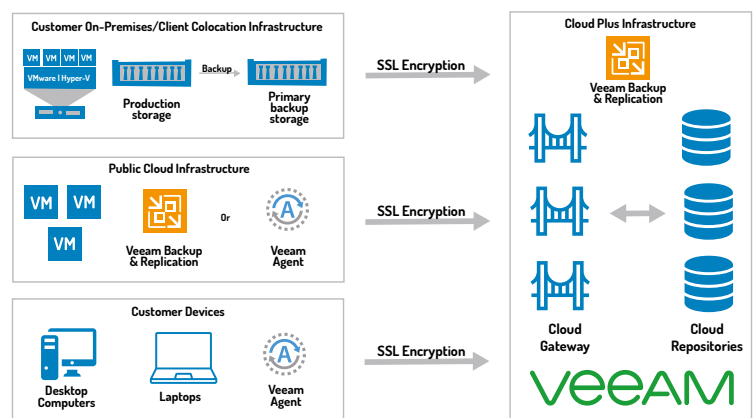 Customer On-Premises/Client Colocation Infrastructure
VM VM VM VM
VMware | Hyper-V
Backup
Production
storage
Primary
backup
storage
SSL Encryption
Public Cloud Infrastructure
VM VM
VM
Veeam Backup
& Replication
Or
A
Veeam
Agent
SSL Encryption
Customer Devices
Desktop
Computers
Laptops
A
Veeam
Agent
SSL Encryption
Cloud Plus Infrastructure
Veeam Backup
& Replication
Cloud
Gateway
Cloud
Repositories
veeAM